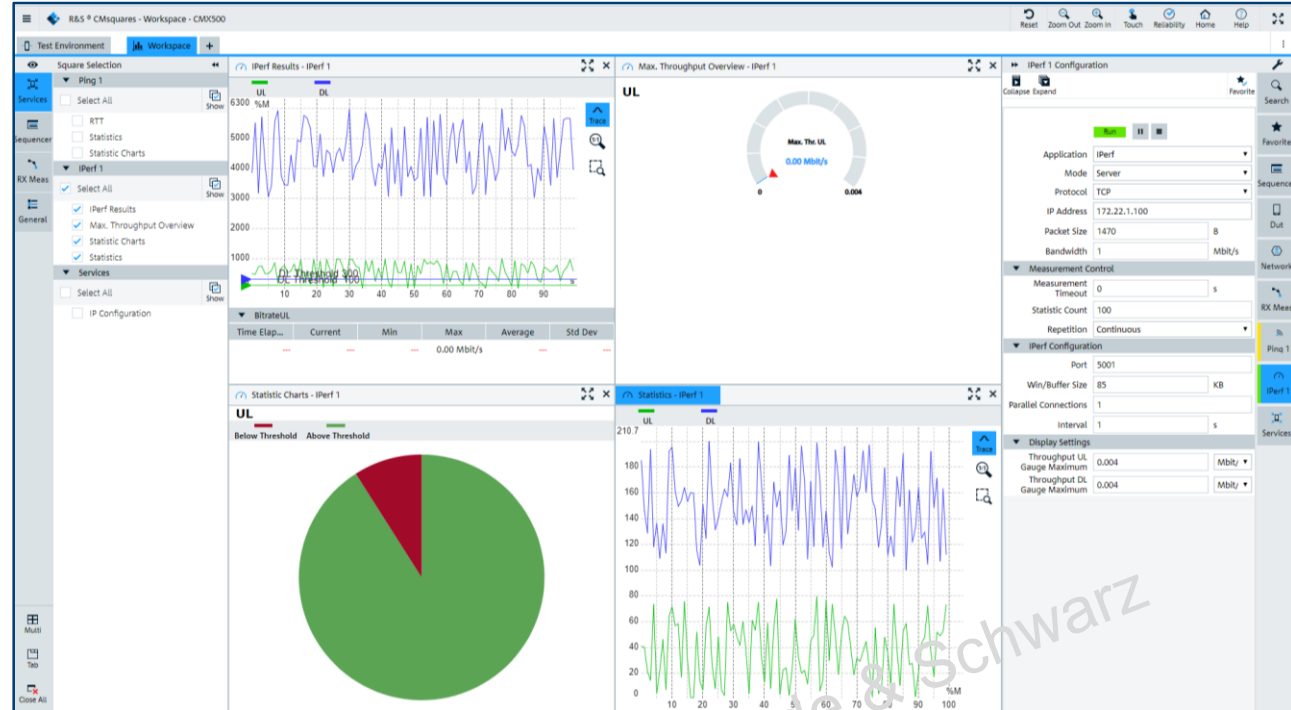 R&S ® CMsquares - Workspace - CMX500
Reset Zoom Out Zoom In Touch Reliability Home Help
Test Environment Workspace +
Services
Sequencer
RX Meas
General
Multi
Tab
Close All
Square Selection
Ping 1
Select All Show
RTT
Statistics
Statistic Charts
IPerf 1
Select All Show
IPerf Results
Max. Throughput Overview
Statistic Charts
Statistics
Services
Select All Show
IP Configuration
IPerf Results - IPerf 1
UL DL
6300 %M
5000
4000
3000
2000
1000
DL Threshold 300
UL Threshold 100
s
10 20 30 40 50 60 70 80 90
Trace
1:1
BitrateUL
Time Elap... Current Min Max Average Std Dev
--- --- --- 0.00 Mbit/s --- ---
Max. Throughput Overview - IPerf 1
UL
Max. Thr. UL
0.00 Mbit/s
0 0.004
Statistic Charts - IPerf 1
UL
Below Threshold Above Threshold
Statistics - IPerf 1
UL DL
210.7
180
160
140
120
100
80
60
40
20
0
%M
10 20 30 40 50 60 70 80 90 100
Trace
1:1
IPerf 1 Configuration
Collapse Expand Favorite
Run
Application IPerf
Mode Server
Protocol TCP
IP Address 172.22.1.100
Packet Size 1470 B
Bandwidth 1 Mbit/s
Measurement Control
Measurement
Timeout 0 s
Statistic Count 100
Repetition Continuous
IPerf Configuration
Port 5001
Win/Buffer Size 85 KB
Parallel Connections 1
Interval 1 s
Display Settings
Throughput UL
Gauge Maximum 0.004 Mbit/
Throughput DL
Gauge Maximum 0.004 Mbit/
Search
Favorite
Sequence
Dut
Network
RX Meas
Ping 1
IPerf 1
Services
& Schwarz